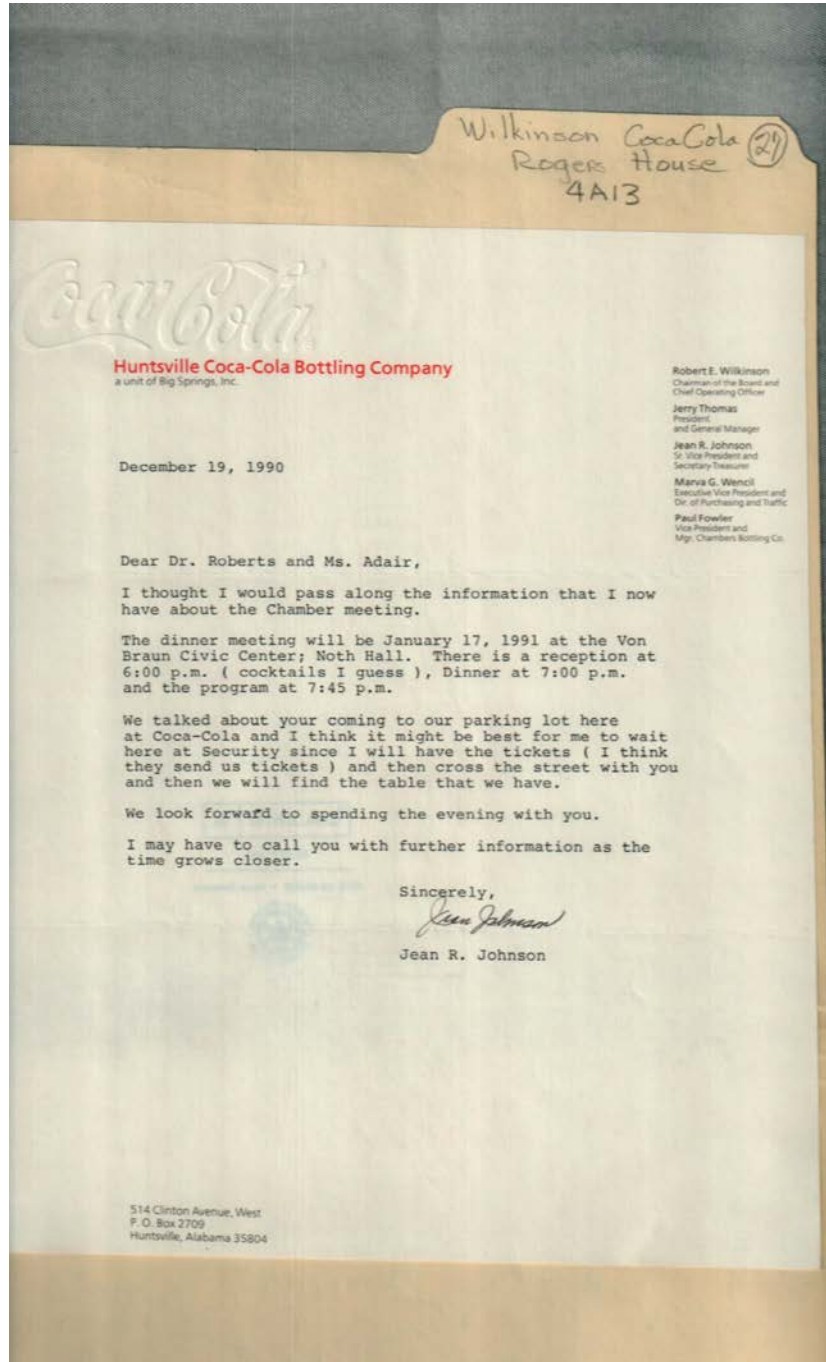 Wilkinson CocaCola 27
Rogers House
4A13
Coca-Cola
Huntsville Coca-Cola Bottling Company
a unit of Big Springs, Inc.
Robert E. Wilkinson
Chairman of the Board and
Chief Operating Officer
Jerry Thomas
President
and General Manager
Jean R. Johnson
Sr. Vice President and
Secretary-Treasurer
Marva G. Wencil
Executive Vice President and
Dir. of Purchasing and Traffic
Paul Fowler
Vice President and
Mgr. Chambers Bottling Co.
December 19, 1990
Dear Dr. Roberts and Ms. Adair,
I thought I would pass along the information that I now
have about the Chamber meeting.
The dinner meeting will be January 17, 1991 at the Von
Braun Civic Center; Noth Hall. There is a reception at
6:00 p.m. ( cocktails I guess ), Dinner at 7:00 p.m.
and the program at 7:45 p.m.
We talked about your coming to our parking lot here
at Coca-Cola and I think it might be best for me to wait
here at Security since I will have the tickets ( I think
they send us tickets ) and then cross the street with you
and then we will find the table that we have.
We look forward to spending the evening with you.
I may have to call you with further information as the
time grows closer.
Sincerely,
Jean Johnson
Jean R. Johnson
514 Clinton Avenue, West
P. O. Box 2709
Huntsville, Alabama 35804